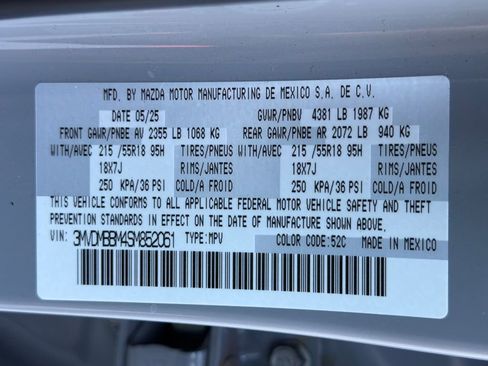 MFD. BY MAZDA MOTOR MANUFACTURING DE MEXICO S.A. DE C.V.
DATE 05/25 GVWR/PNBV 4381 LB 1987 KG
FRONT GAWR/PNBE AV 2355 LB 1068 KG REAR GAWR/PNBE AR 2072 LB 940 KG
WITH/AVEC 215 /55R18 95H TIRES/PNEUS WITH/AVEC 215 /55R18 95H TIRES/PNEUS
18X7J RIMS/JANTES 18X7J RIMS/JANTES
250 KPA/36 PSI COLD/A FROID 250 KPA/36 PSI COLD/A FROID
THIS VEHICLE CONFORMS TO ALL APPLICABLE FEDERAL MOTOR VEHICLE SAFETY AND THEFT
PREVENTION STANDARDS IN EFFECT ON THE DATE OF MANUFACTURE SHOWN ABOVE.
VIN: 3MVDMBBM4SM852061 TYPE:MPV COLOR CODE:52C MADE IN MEXICO